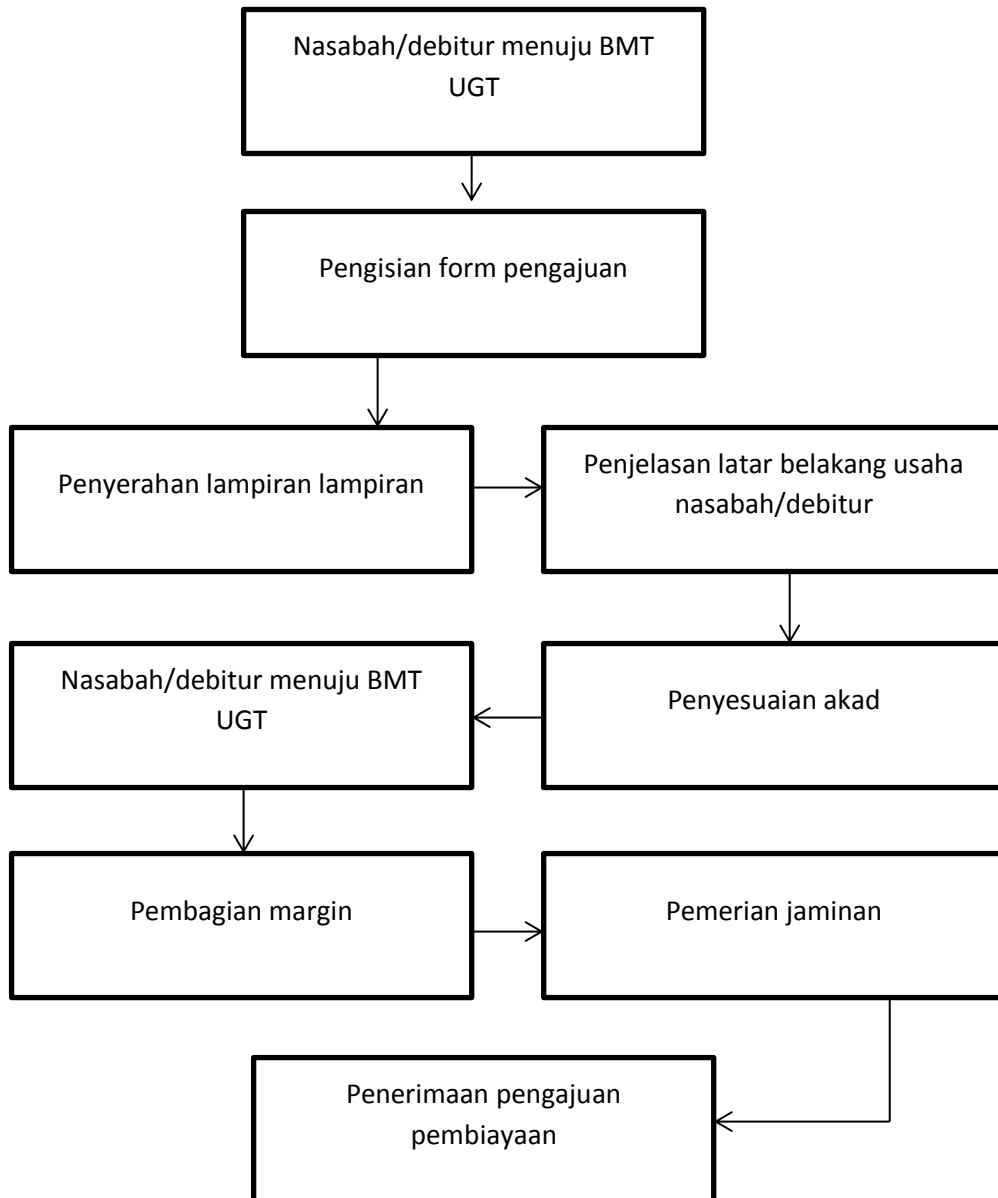 Nasabah/debitur menuju BMT
UGT
Pengisian form pengajuan
Penyerahan lampiran lampiran
Penjelasan latar belakang usaha
nasabah/debitur
Penyesuaian akad
Nasabah/debitur menuju BMT
UGT
Pembagian margin
Pemerian jaminan
Penerimaan pengajuan
pembiayaan